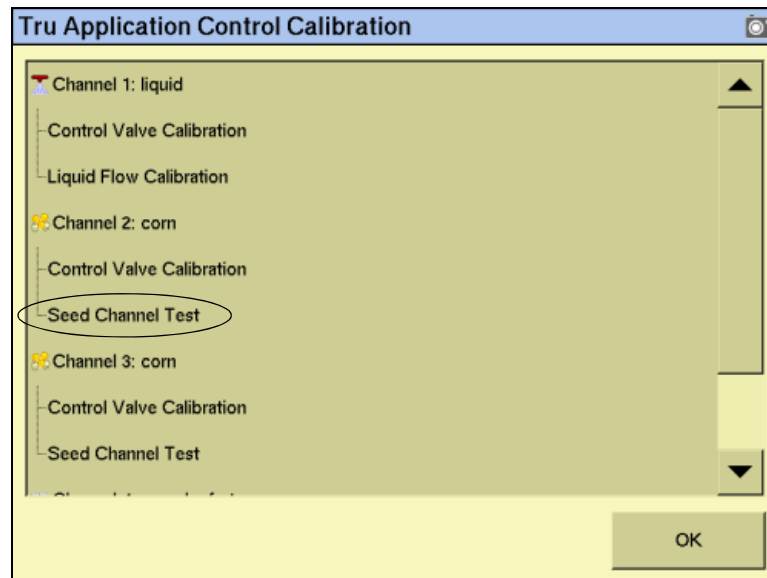 Tru Application Control Calibration
Channel 1: liquid
Control Valve Calibration
Liquid Flow Calibration
Channel 2: corn
Control Valve Calibration
Seed Channel Test
Channel 3: corn
Control Valve Calibration
Seed Channel Test
OK